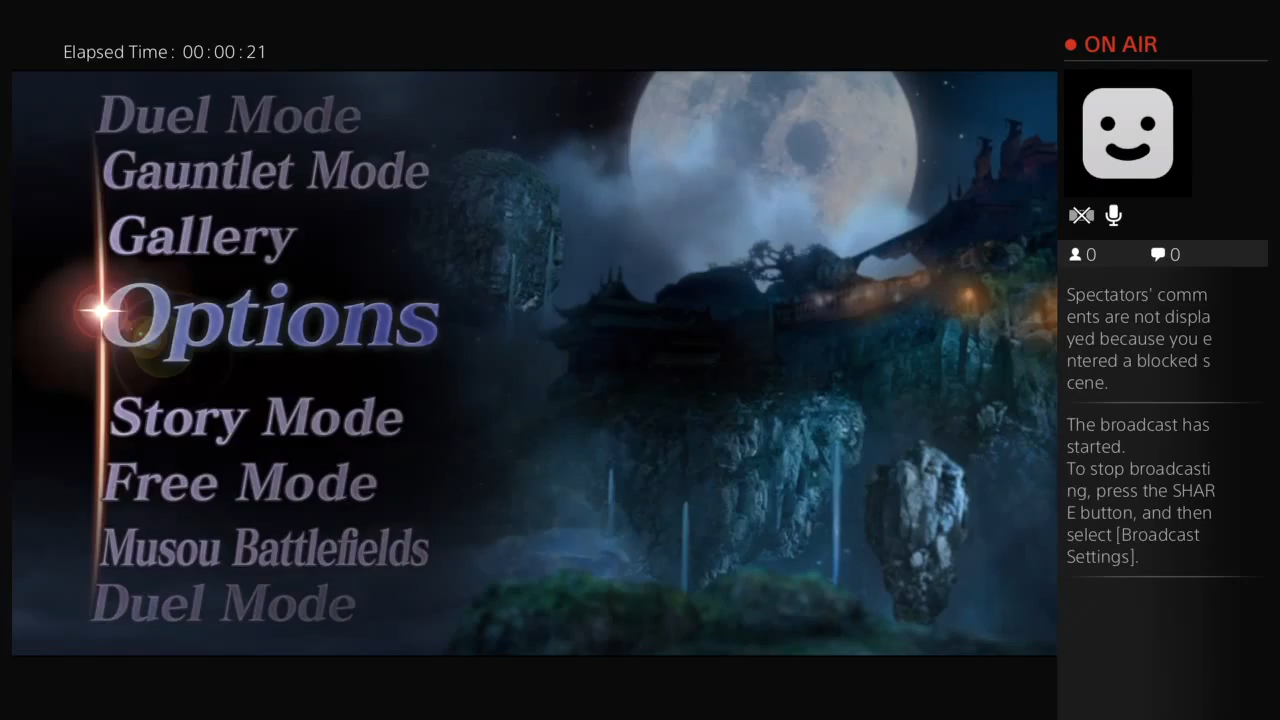 Elapsed Time: 00:00:21
ON AIR
Duel Mode
Gauntlet Mode
Gallery
Options
Story Mode
Free Mode
Musou Battlefields
Duel Mode
0 0
Spectators' comm
ents are not displa
yed because you e
ntered a blocked s
cene.
The broadcast has
started.
To stop broadcasti
ng, press the SHAR
E button, and then
select [Broadcast
Settings].